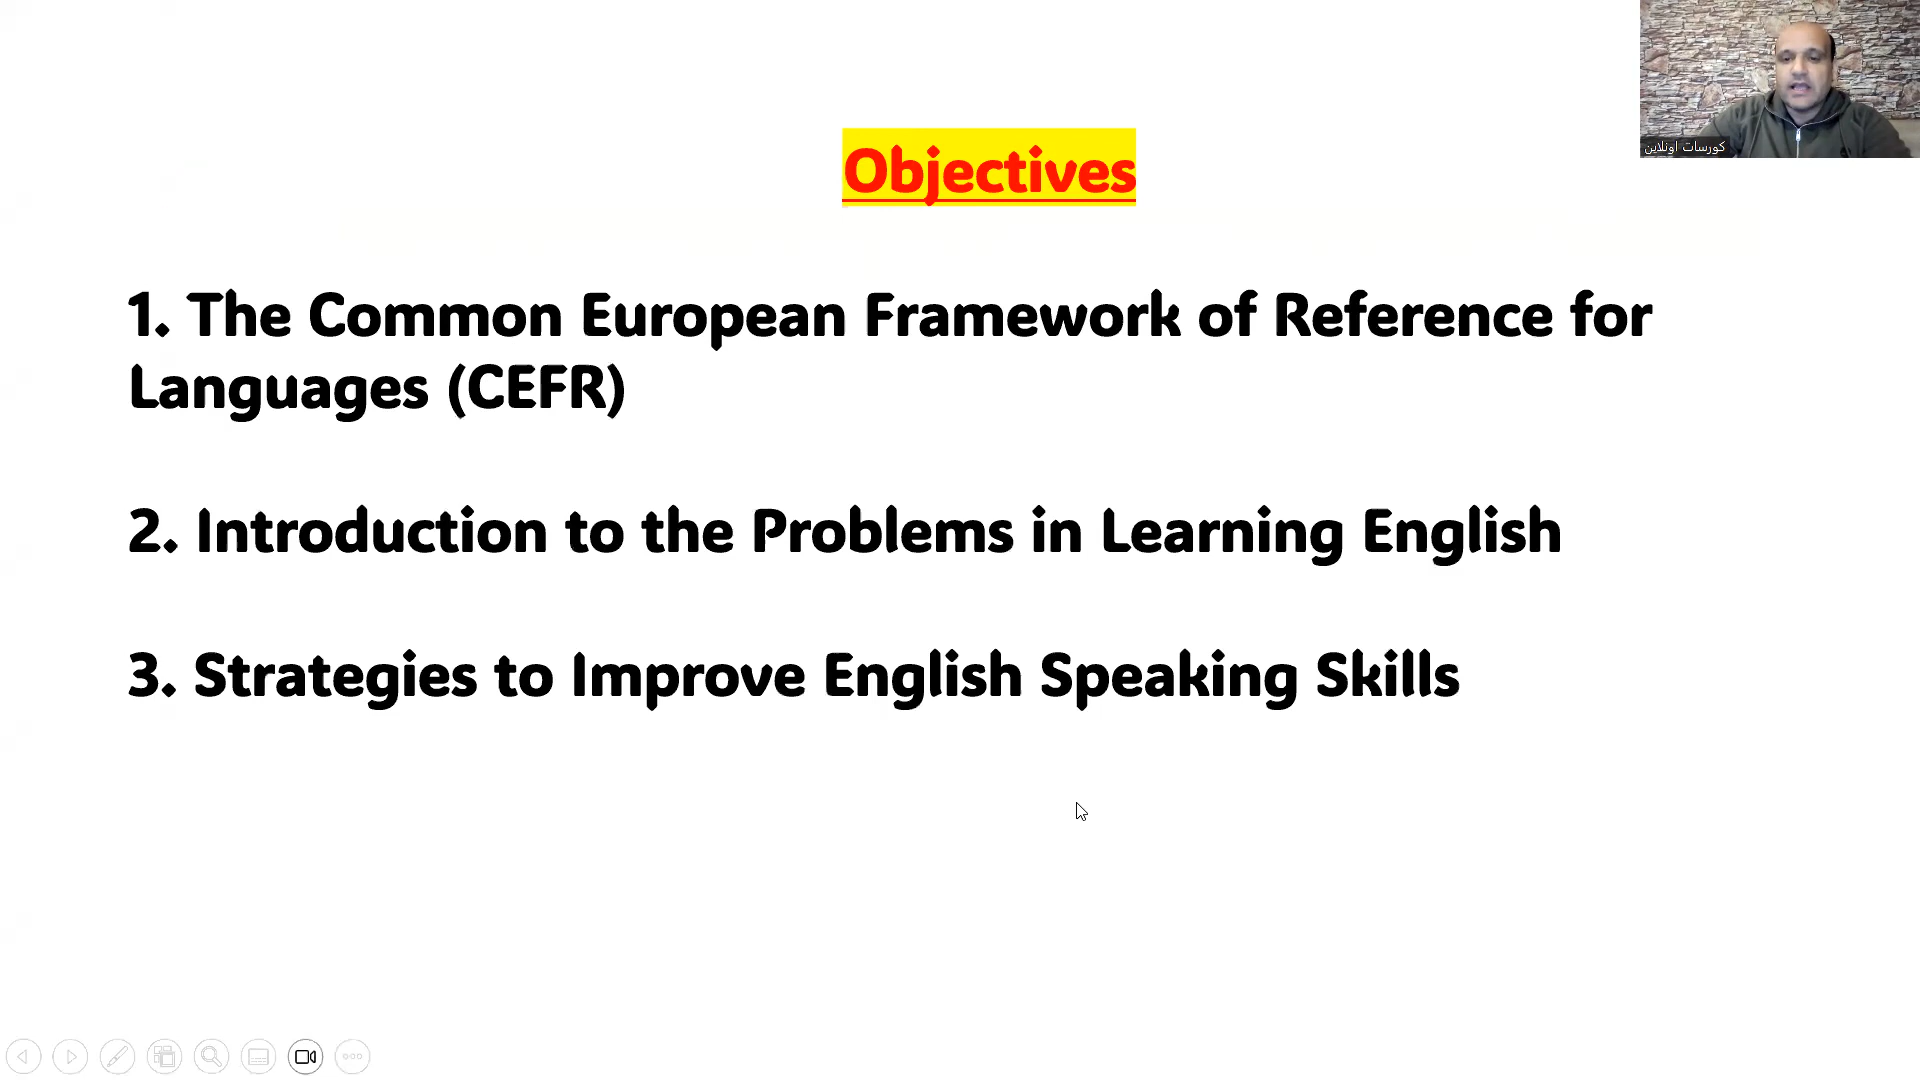 كورسات اونلاين
Objectives
1. The Common European Framework of Reference for
Languages (CEFR)
2. Introduction to the Problems in Learning English
3. Strategies to Improve English Speaking Skills